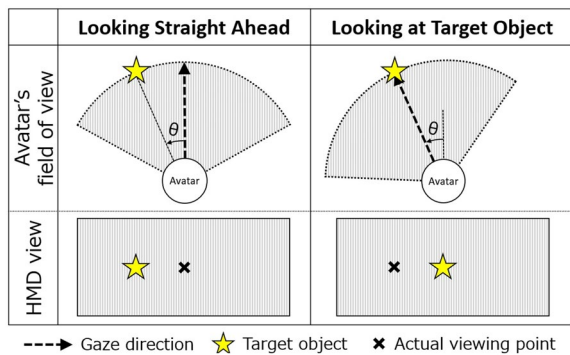 Looking Straight Ahead
Looking at Target Object
Avatar's
field of view
θ
Avatar
θ
Avatar
HMD view
Gaze direction
Target object
Actual viewing point